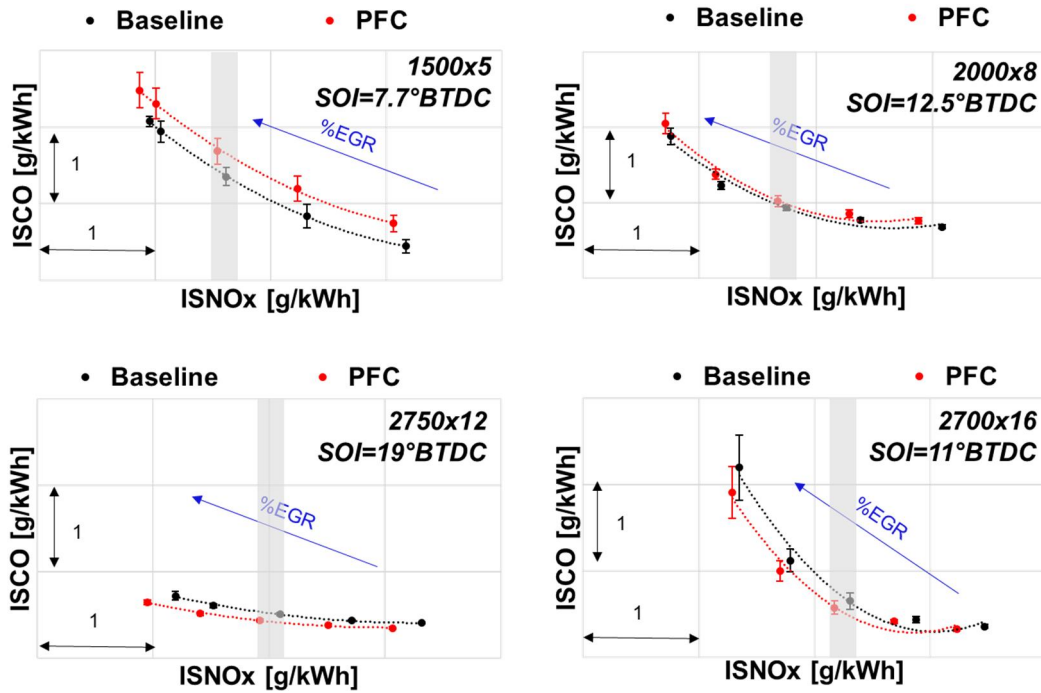 Baseline PFC
1500x5
SOI=7.7°BTDC
%EGR
1
1
ISCO [g/kWh]
ISNOx [g/kWh]
Baseline PFC
2000x8
SOI=12.5°BTDC
%EGR
1
1
ISCO [g/kWh]
ISNOx [g/kWh]
Baseline PFC
2750x12
SOI=19°BTDC
%EGR
1
1
ISCO [g/kWh]
ISNOx [g/kWh]
Baseline PFC
2700x16
SOI=11°BTDC
%EGR
1
1
ISCO [g/kWh]
ISNOx [g/kWh]